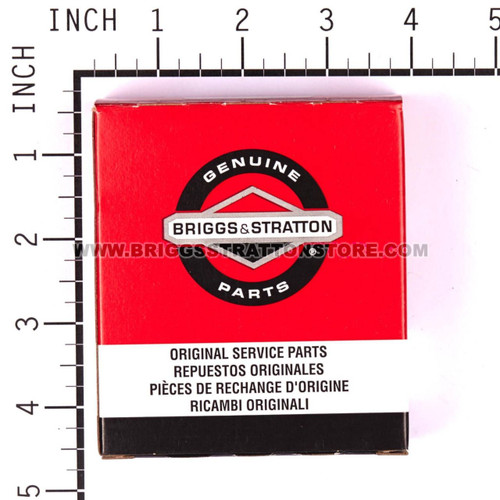 INCH 1 2 3 4 5
INCH
1
2
3
4
5
GENUINE
BRIGGS&STRATTON
®
PARTS
WWW.BRIGGSSTRATTONSTORE.COM
ORIGINAL SERVICE PARTS
REPUESTOS ORIGINALES
PIÈCES DE RECHANGE D'ORIGINE
RICAMBI ORIGINALI